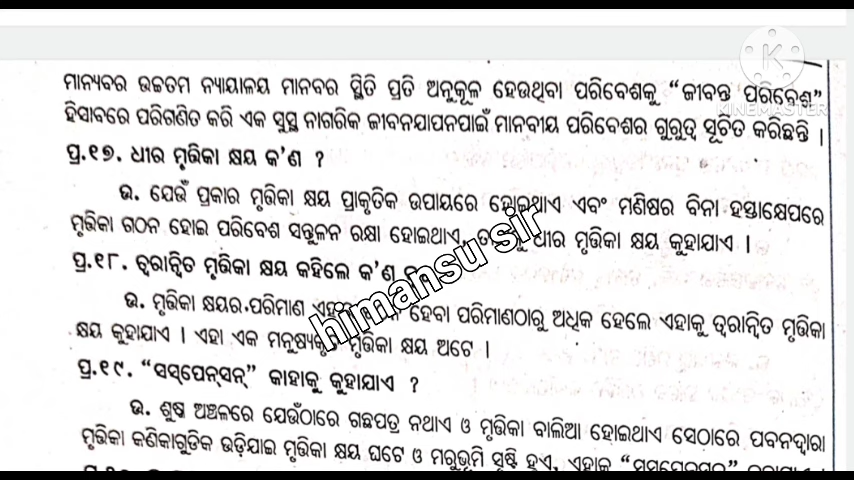 ମାନ୍ୟବର ଉଚ୍ଚତମ ନ୍ୟାୟାଳୟ ମାନବର ସ୍ଥିତି ପ୍ରତି ଅନୁକୂଳ ହେଉଥିବା ପରିବେଶକୁ “ଜୀବନ୍ତ ପରିବେଶ”
ହିସାବରେ ପରିଗଣିତ କରି ଏକ ସୁସ୍ଥ ନାଗରିକ ଜୀବନଯାପନପାଇଁ ମାନବୀୟ ପରିବେଶର ଗୁରୁତ୍ୱ ସୂଚିତ କରିଛନ୍ତି ।
KINEMASTER
ପ୍ର.୧୭. ଧୀର ମୃତ୍ତିକା କ୍ଷୟ କ'ଣ ?
ଉ. ଯେଉଁ ପ୍ରକାର ମୃତ୍ତିକା କ୍ଷୟ ପ୍ରାକୃତିକ ଉପାୟରେ ହୋଇଥାଏ ଏବଂ ମଣିଷର ବିନା ହସ୍ତକ୍ଷେପରେ
ମୃତ୍ତିକା ଗଠନ ହୋଇ ପରିବେଶ ସନ୍ତୁଳନ ରକ୍ଷା ହୋଇଥାଏ, ଧୀର ମୃତ୍ତିକା କ୍ଷୟ କୁହାଯାଏ ।
himansu sir
ପ୍ର.୧୮. ତ୍ୱରାନ୍ୱିତ ମୃତ୍ତିକା କ୍ଷୟ କହିଲେ କ'ଣ
ଉ. ମୃତ୍ତିକା କ୍ଷୟର ପରିମାଣ ହେବା ପରିମାଣଠାରୁ ଅଧିକ ହେଲେ ଏହାକୁ ତ୍ୱରାନ୍ୱିତ ମୃତ୍ତିକା
କ୍ଷୟ କୁହାଯାଏ । ଏହା ଏକ ମନୁଷ୍ୟକୃତ ମୃତ୍ତିକା କ୍ଷୟ ଅଟେ ।
ପ୍ର.୧୯. “ସସ୍‌ପେନ୍‌ସନ୍” କାହାକୁ କୁହାଯାଏ ?
ଉ. ଶୁଷ୍କ ଅଞ୍ଚଳରେ ଯେଉଁଠାରେ ଗଛପତ୍ର ନଥାଏ ଓ ମୃତ୍ତିକା ବାଲିଆ ହୋଇଥାଏ ସେଠାରେ ପବନଦ୍ୱାରା
ମୃତ୍ତିକା କଣିକାଗୁଡିକ ଉଡ଼ିଯାଇ ମୃତ୍ତିକା କ୍ଷୟ ଘଟେ ଓ ମରୁଭୂମି ସୃଷ୍ଟି ହୁଏ, ଏହାକୁ “ସସ୍‌ପେନ୍‌ସନ୍”